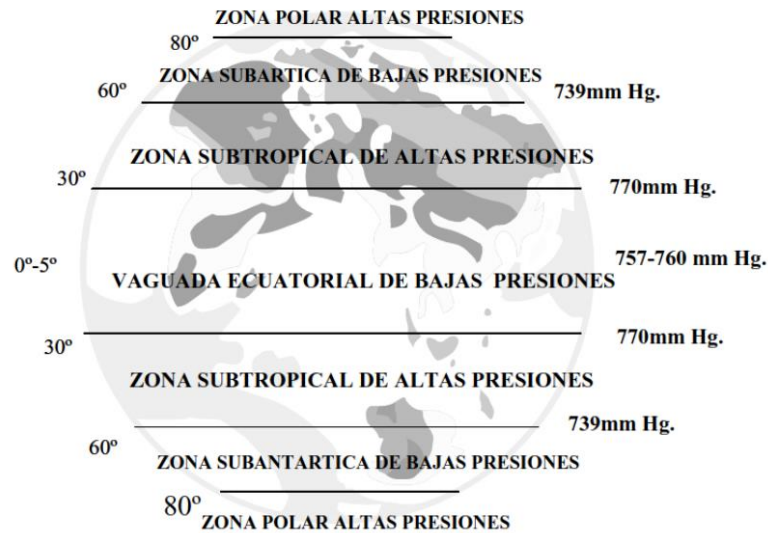 ZONA POLAR ALTAS PRESIONES
80º
ZONA SUBARTICA DE BAJAS PRESIONES
60º
739mm Hg.
ZONA SUBTROPICAL DE ALTAS PRESIONES
30º
770mm Hg.
0º-5º
757-760 mm Hg.
VAGUADA ECUATORIAL DE BAJAS PRESIONES
30º
770mm Hg.
ZONA SUBTROPICAL DE ALTAS PRESIONES
60º
739mm Hg.
ZONA SUBANTARTICA DE BAJAS PRESIONES
80º
ZONA POLAR ALTAS PRESIONES